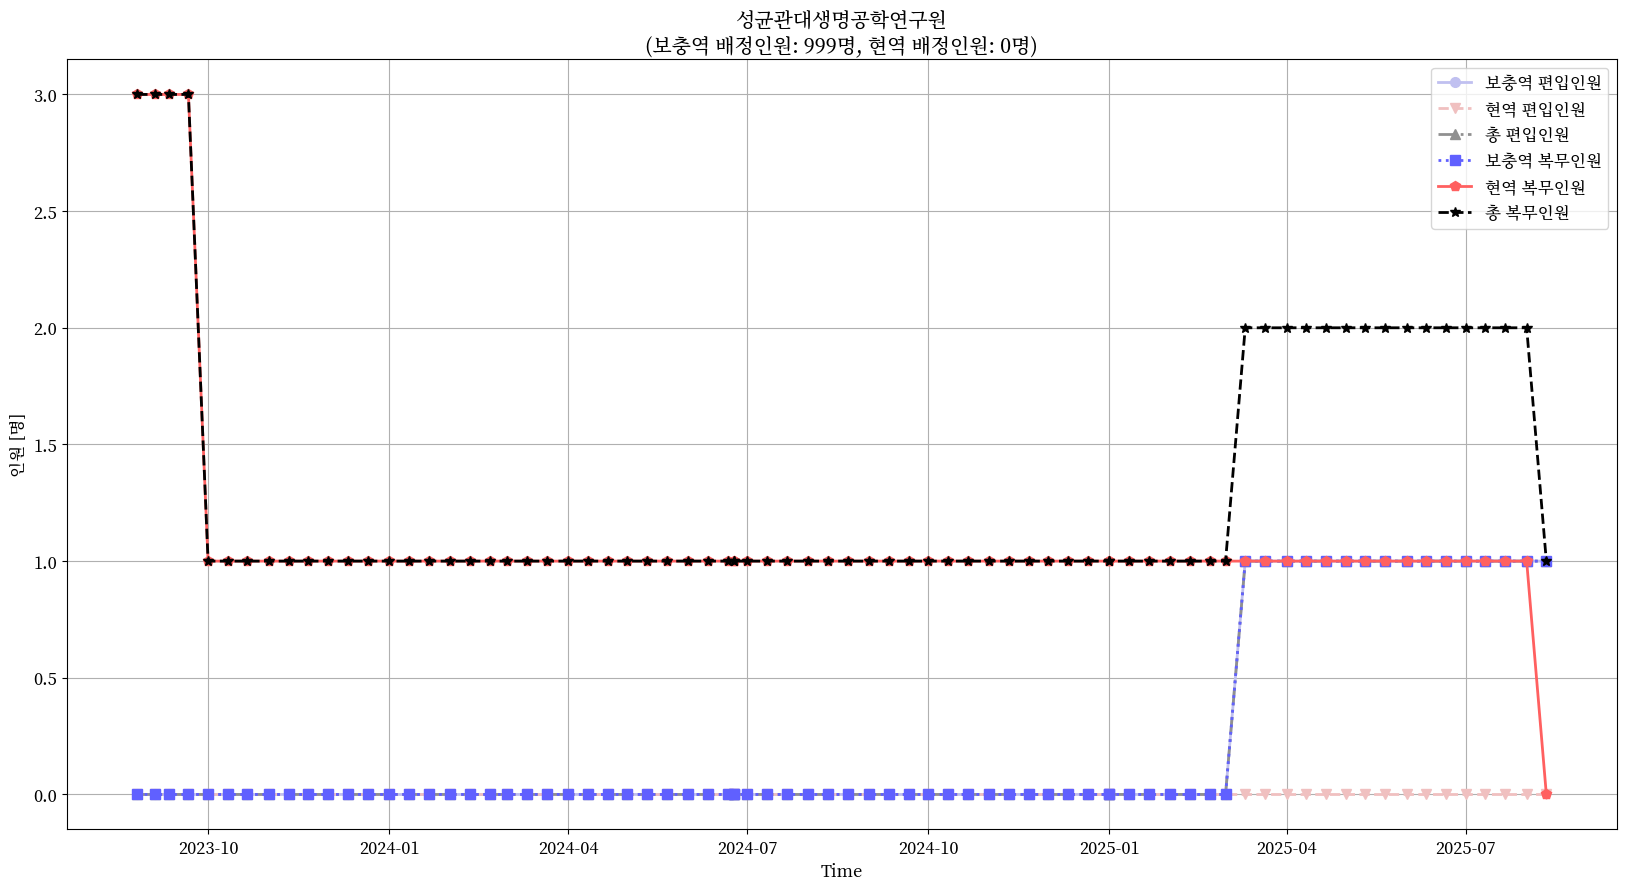 성균관대생명공학연구원
(보충역 배정인원: 999명, 현역 배정인원: 0명)
보충역 편입인원
현역 편입인원
총 편입인원
보충역 복무인원
현역 복무인원
총 복무인원
인원 [명]
3.0
2.5
2.0
1.5
1.0
0.5
0.0
2023-10
2024-01
2024-04
2024-07
2024-10
2025-01
2025-04
2025-07
Time